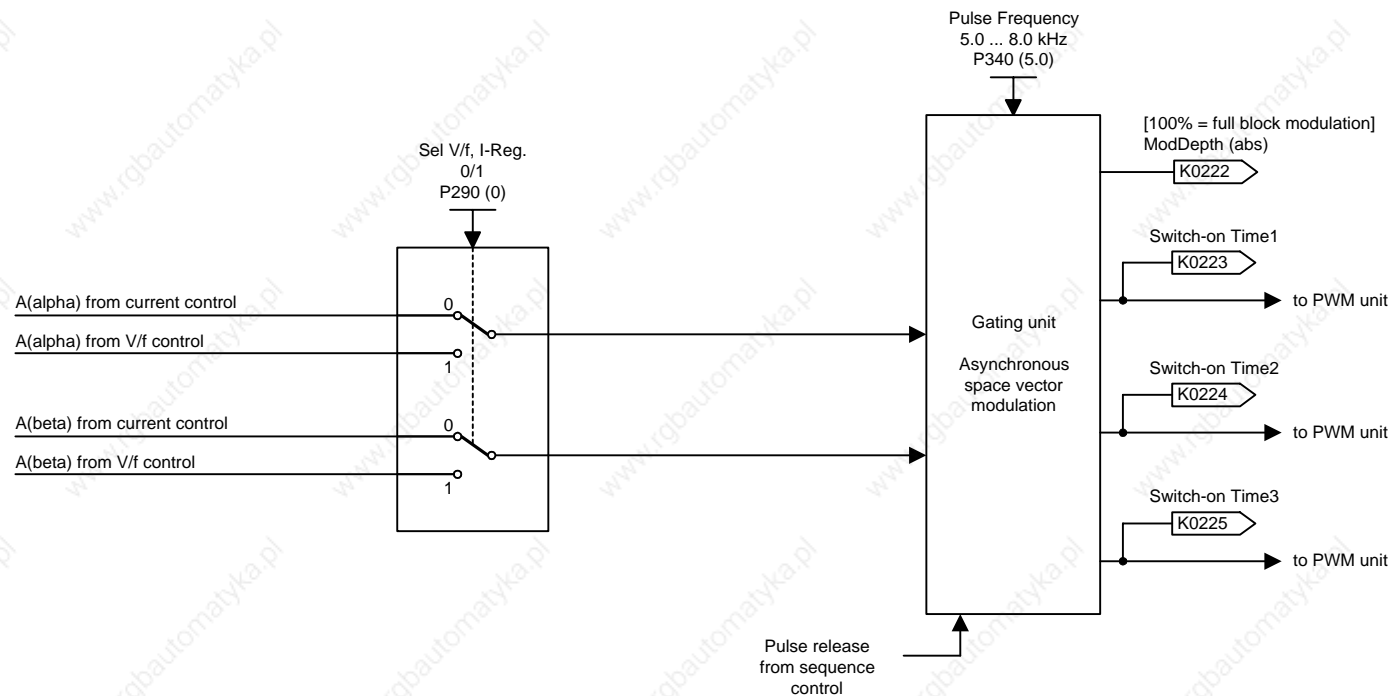 Pulse Frequency
5.0 ... 8.0 kHz
P340 (5.0)
[100% = full block modulation]
ModDepth (abs)
K0222
Sel V/f, I-Reg.
0/1
P290 (0)
Switch-on Time1
K0223
to PWM unit
A(alpha) from current control
0
A(alpha) from V/f control
1
Gating unit
Asynchronous
space vector
modulation
Switch-on Time2
K0224
to PWM unit
A(beta) from current control
0
A(beta) from V/f control
1
Switch-on Time3
K0225
to PWM unit
Pulse release
from sequence
control
www.rgbautomatyka.pl